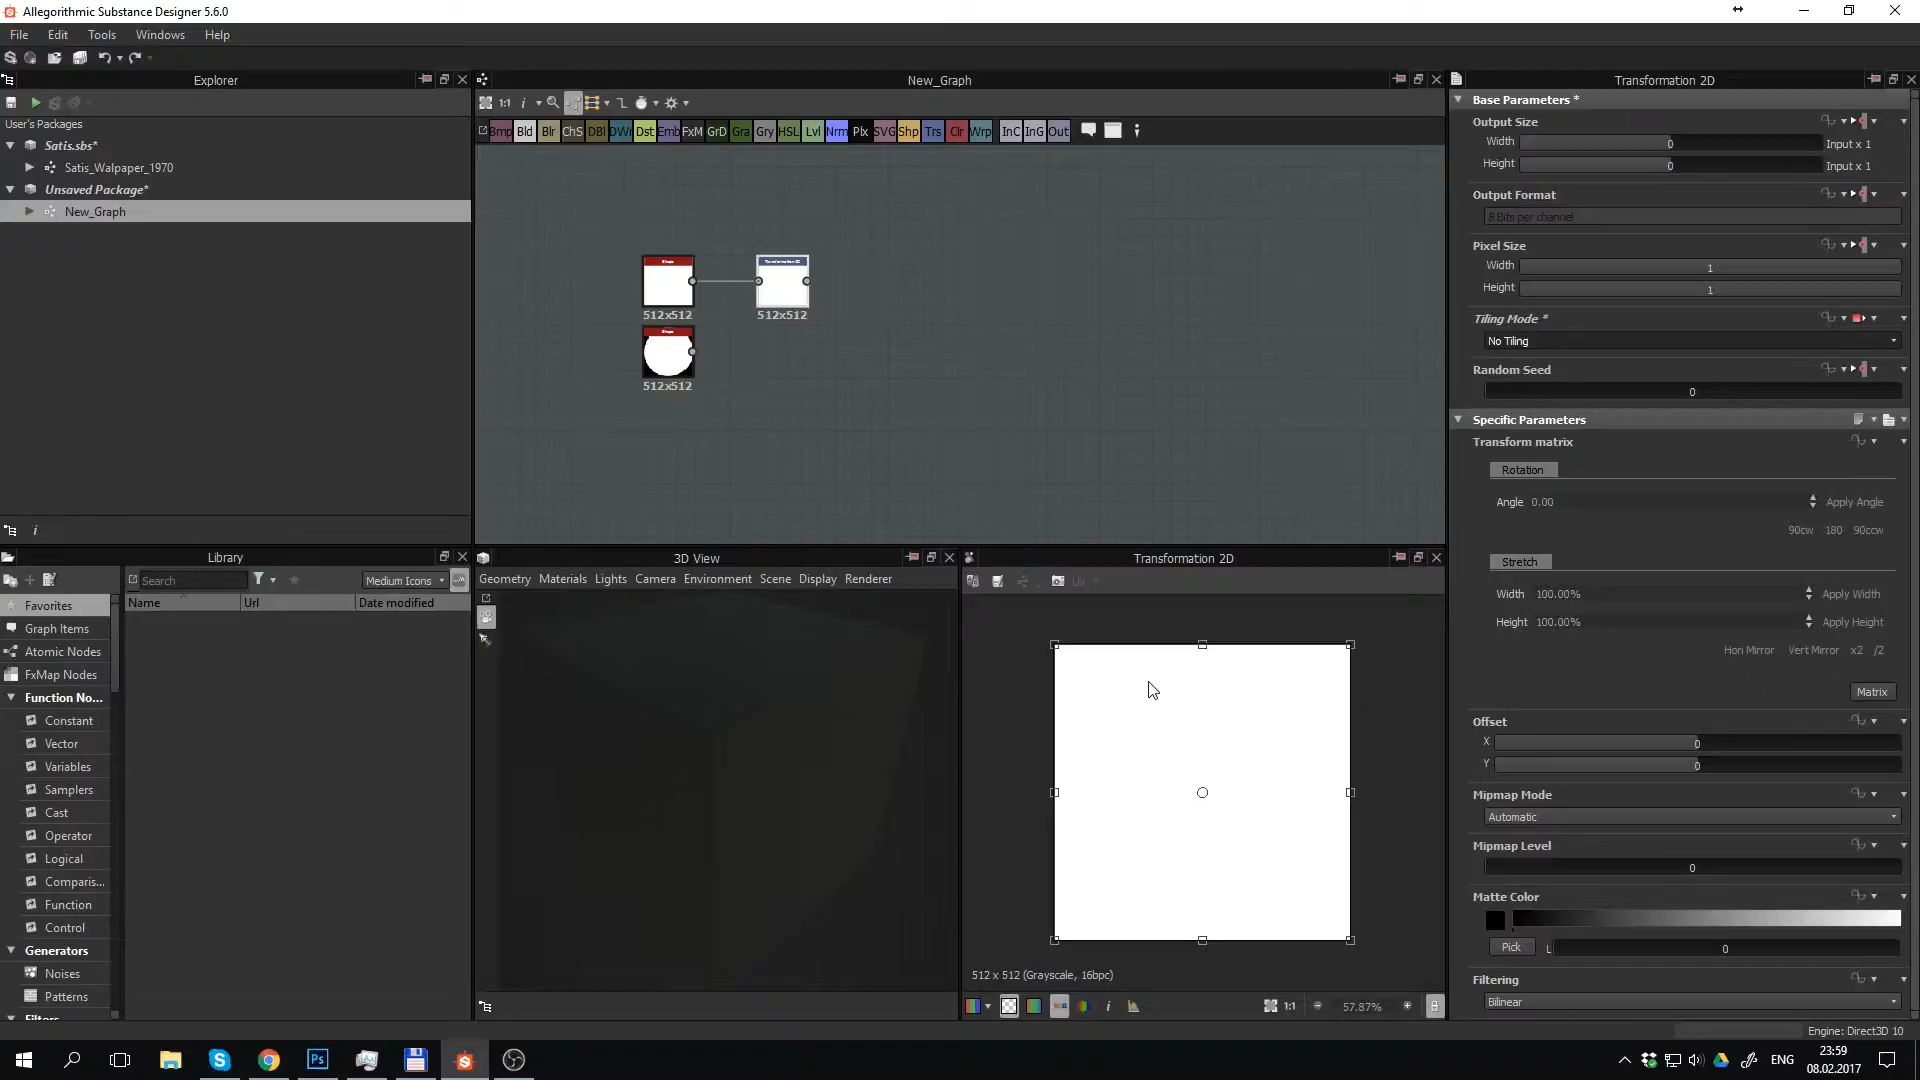 Allegorithmic Substance Designer 5.6.0
File Edit Tools Windows Help
Explorer
User's Packages
Satis.sbs*
Satis_Walpaper_1970
Unsaved Package*
New_Graph
New_Graph
1:1 i
Bmp Bld Blr ChS DBl DWr Dst Emb FxM GrD Gra Gry HSL Lvl Nrm Plx SVG Shp Trs Clr Wrp InC InG Out
Shape
512x512
Transformation 2D
512x512
Shape
512x512
Transformation 2D
Base Parameters *
Output Size
Width 0 Input x 1
Height 0 Input x 1
Output Format
8 Bits per channel
Pixel Size
Width 1
Height 1
Tiling Mode *
No Tiling
Random Seed
0
Specific Parameters
Transform matrix
Rotation
Angle 0.00 Apply Angle
90cw 180 90ccw
Stretch
Width 100.00% Apply Width
Height 100.00% Apply Height
Hori Mirror Vert Mirror x2 /2
Matrix
Offset
X 0
Y 0
Mipmap Mode
Automatic
Mipmap Level
0
Matte Color
Pick L 0
Filtering
Bilinear
Library
Search
Medium Icons
Name Url Date modified
Favorites
Graph Items
Atomic Nodes
FxMap Nodes
Function No...
Constant
Vector
Variables
Samplers
Cast
Operator
Logical
Comparis...
Function
Control
Generators
Noises
Patterns
Filters
3D View
Geometry Materials Lights Camera Environment Scene Display Renderer
Transformation 2D
UV
512 x 512 (Grayscale, 16bpc)
1:1 57.87%
Engine: Direct3D 10
ENG
23:59
08.02.2017